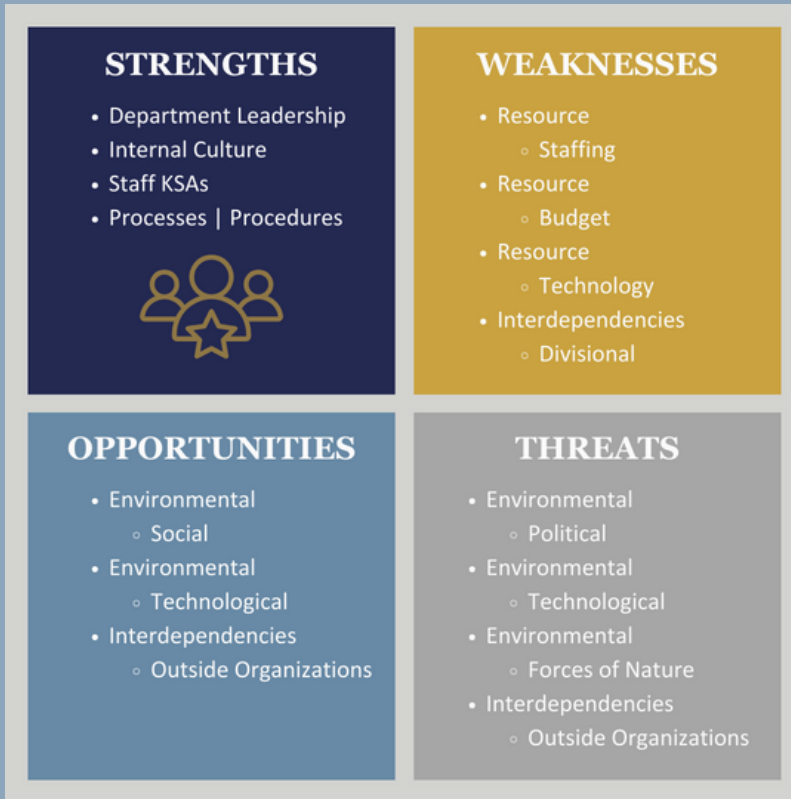 STRENGTHS
• Department Leadership
• Internal Culture
• Staff KSAs
• Processes | Procedures
WEAKNESSES
• Resource
◦ Staffing
• Resource
◦ Budget
• Resource
◦ Technology
• Interdependencies
◦ Divisional
OPPORTUNITIES
• Environmental
◦ Social
• Environmental
◦ Technological
• Interdependencies
◦ Outside Organizations
THREATS
• Environmental
◦ Political
• Environmental
◦ Technological
• Environmental
◦ Forces of Nature
• Interdependencies
◦ Outside Organizations